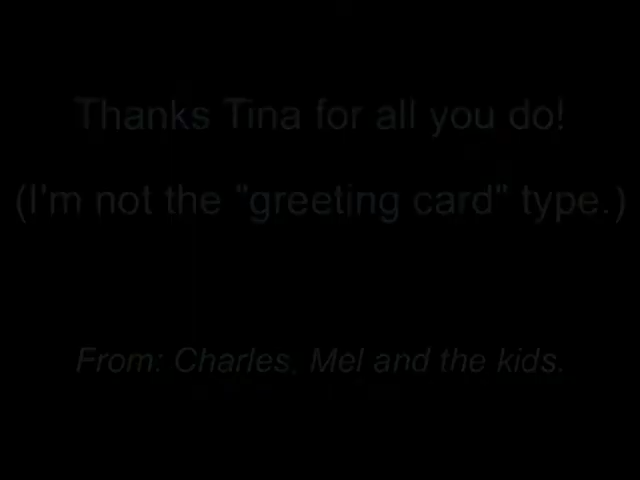 Thanks Tina for all you do!
(I'm not the "greeting card" type.)
From: Charles, Mel and the kids.